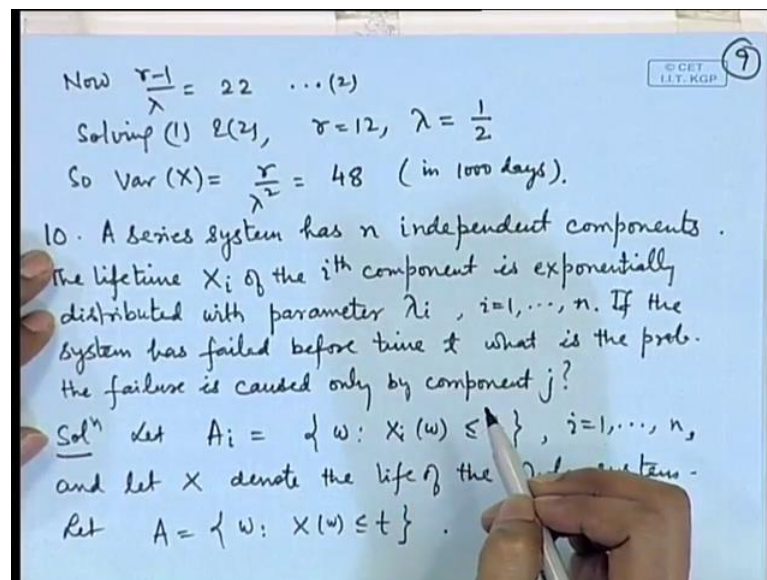 9
© CET
I.I.T. KGP
Now (r-1)/λ = 22 ...(2)
Solving (1) & (2), r = 12, λ = 1/2
So Var (X) = r/λ² = 48 (in 1000 days).
10. A series system has n independent components.
The lifetime Xi of the ith component is exponentially
distributed with parameter λi, i=1, ..., n. If the
system has failed before time t what is the prob.
the failure is caused only by component j?
Solⁿ Let Ai = { ω: Xi(ω) ≤ }, i=1, ..., n,
and let X denote the life of the
Let A = { ω: X(ω) ≤ t }.